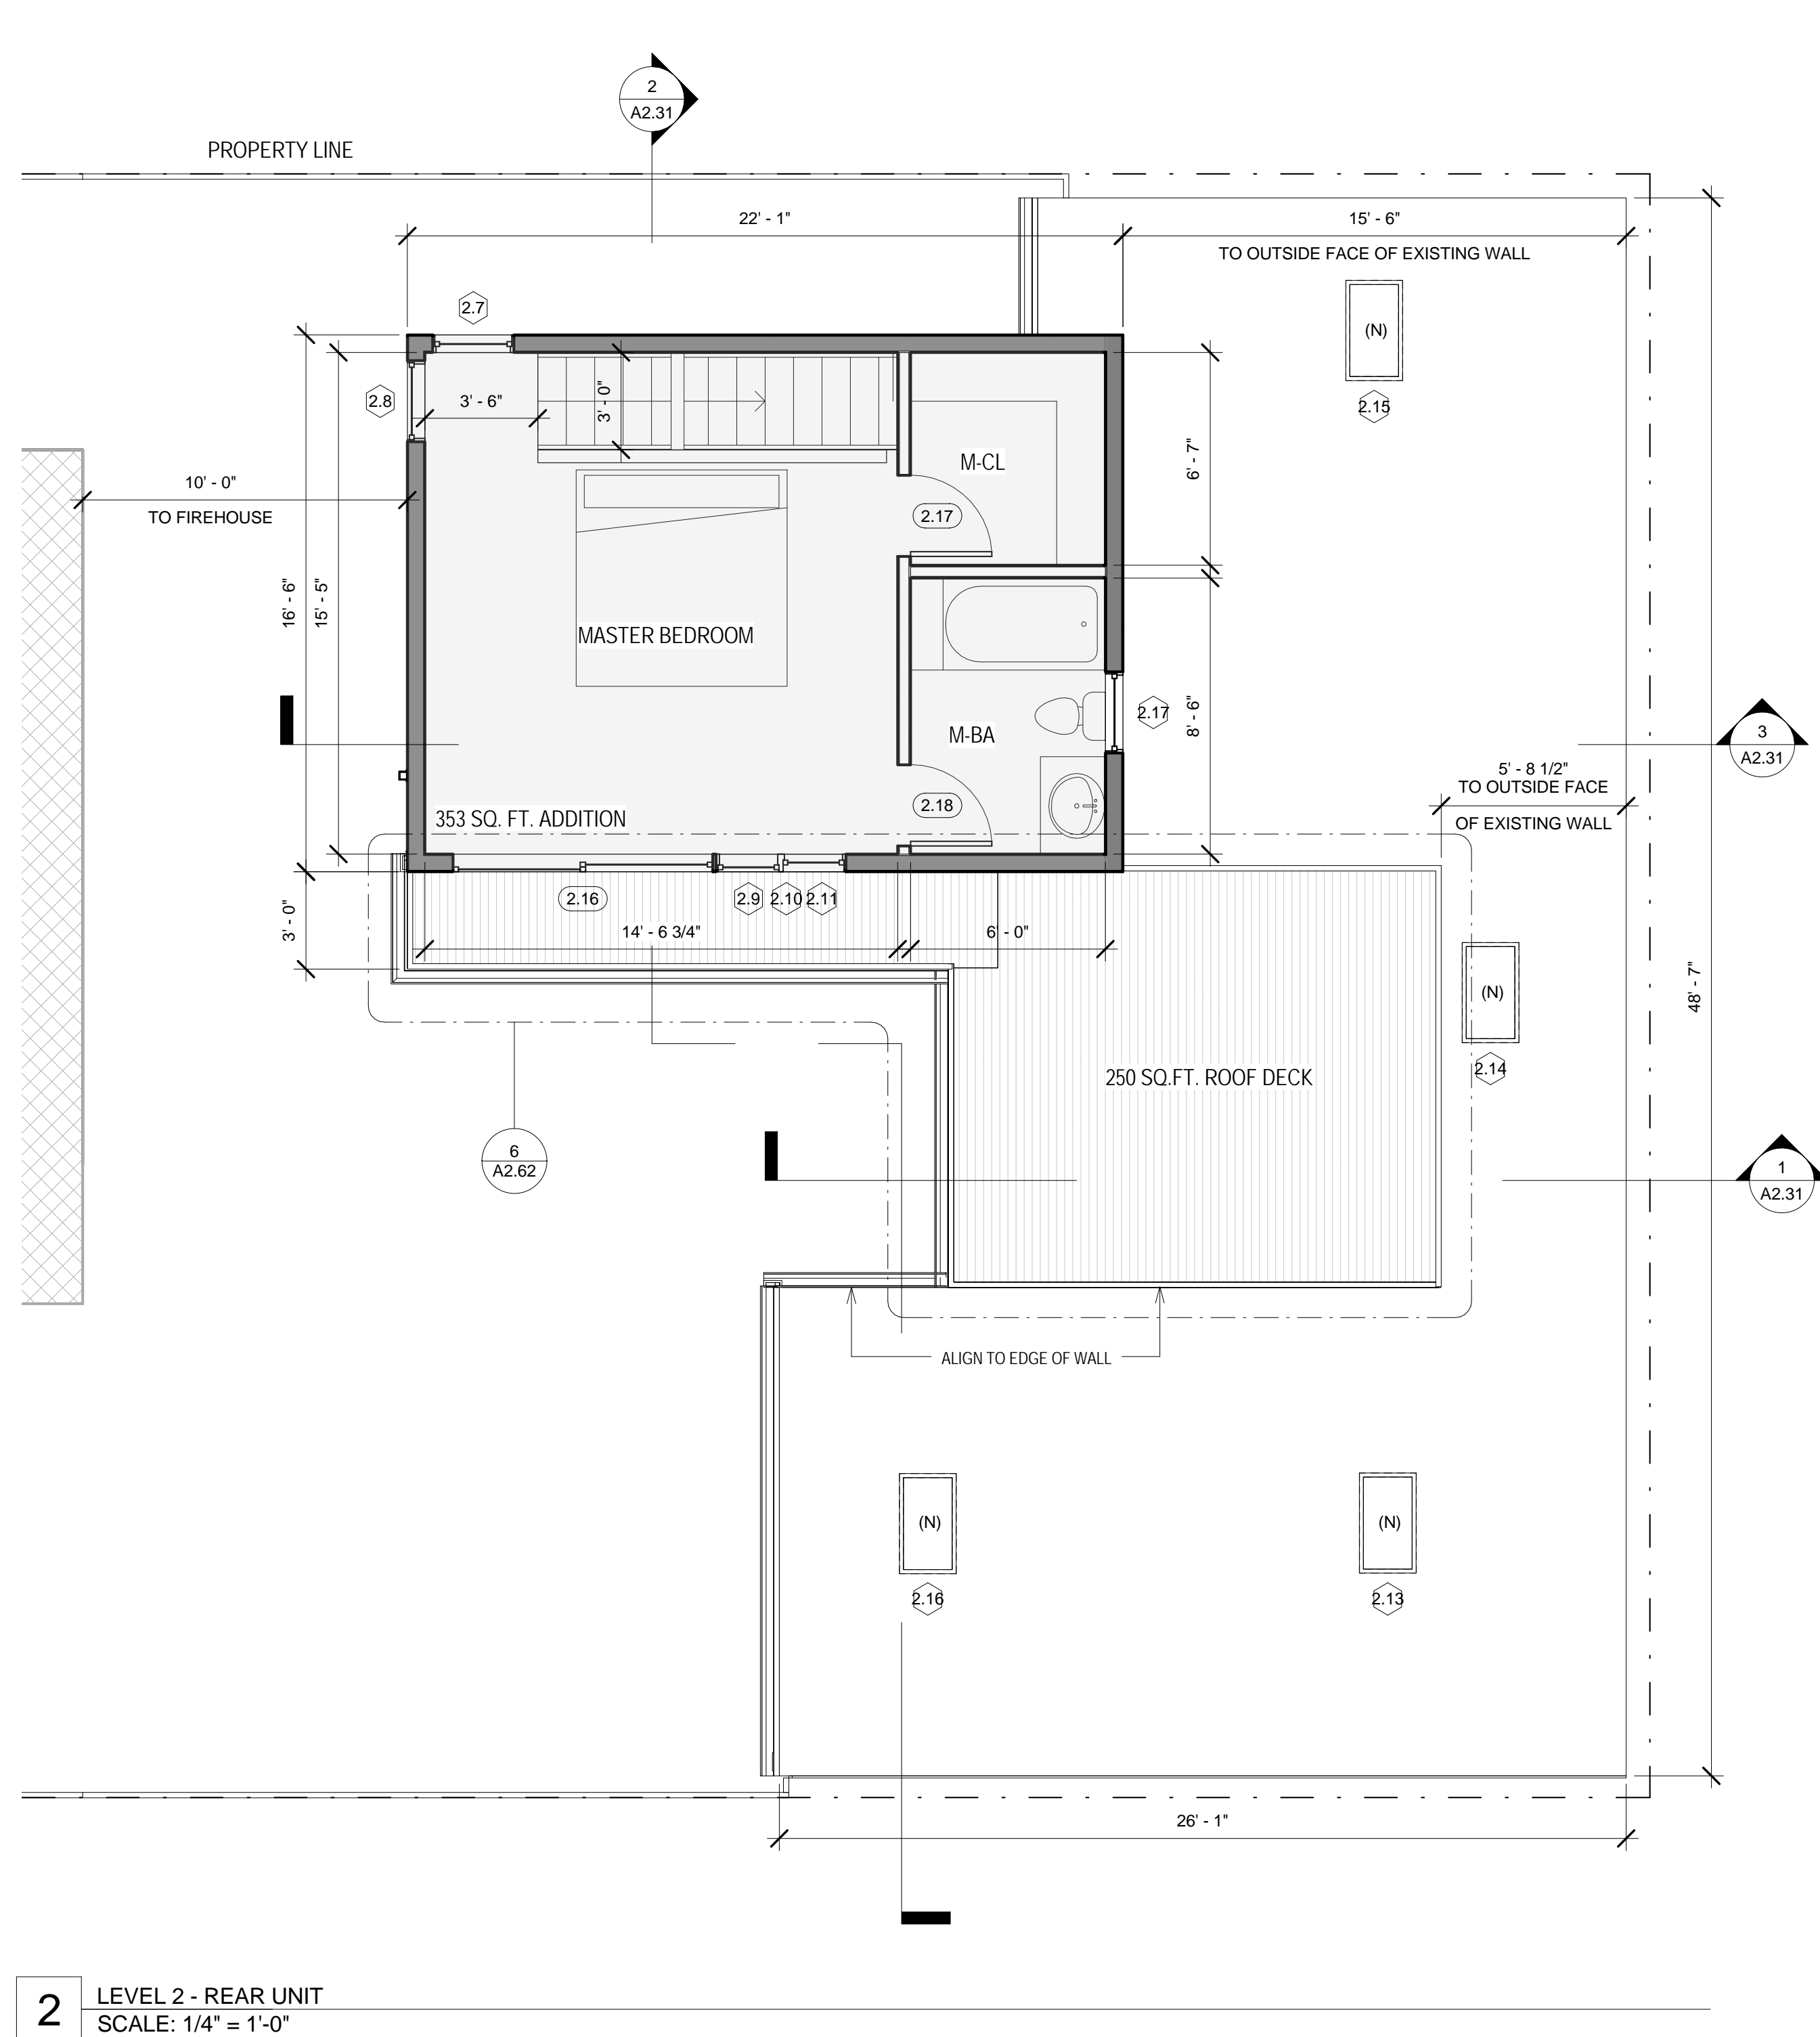 2
A2.31
PROPERTY LINE
22' - 1"
15' - 6"
TO OUTSIDE FACE OF EXISTING WALL
2.7
(N)
2.15
2.8
3' - 6"
3' - 0"
M-CL
6' - 7"
10' - 0"
TO FIREHOUSE
2.17
16' - 6"
15' - 5"
MASTER BEDROOM
M-BA
2.17
8' - 6"
3
A2.31
5' - 8 1/2"
TO OUTSIDE FACE
OF EXISTING WALL
2.18
353 SQ. FT. ADDITION
2.16
2.9
2.10
2.11
3' - 0"
14' - 6 3/4"
6' - 0"
(N)
2.14
48' - 7"
250 SQ.FT. ROOF DECK
6
A2.62
1
A2.31
ALIGN TO EDGE OF WALL
(N)
2.16
(N)
2.13
26' - 1"
2
LEVEL 2 - REAR UNIT
SCALE: 1/4" = 1'-0"